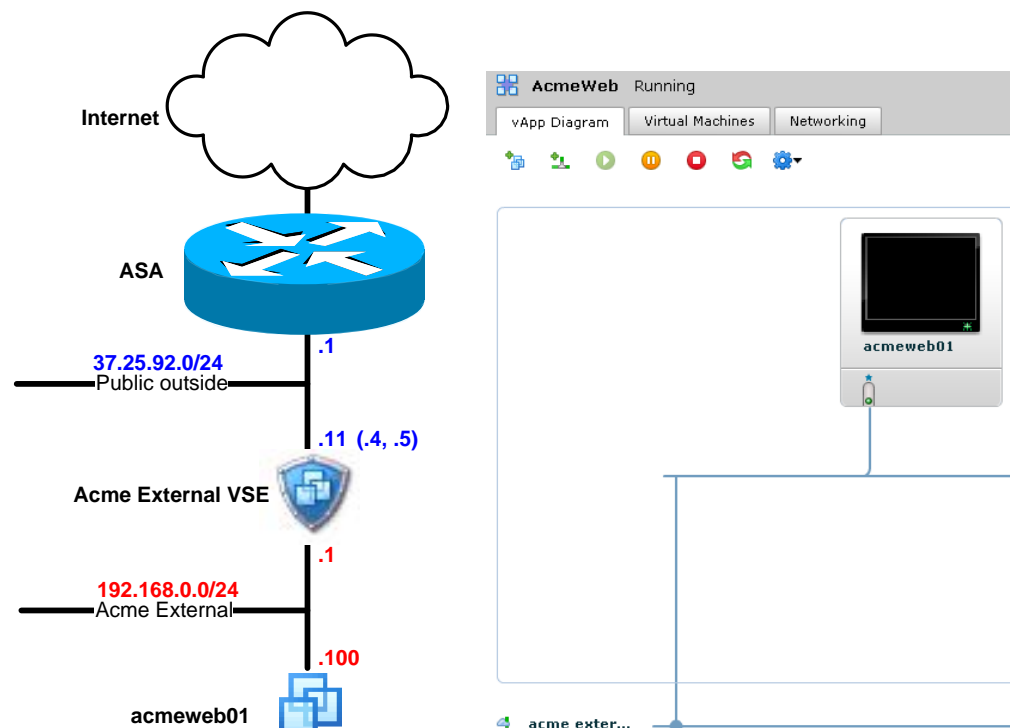 Internet
ASA
.1
37.25.92.0/24
Public outside
.11 (.4, .5)
Acme External VSE
.1
192.168.0.0/24
Acme External
.100
acmeweb01
AcmeWeb Running
vApp Diagram Virtual Machines Networking
acmeweb01
acme exter...